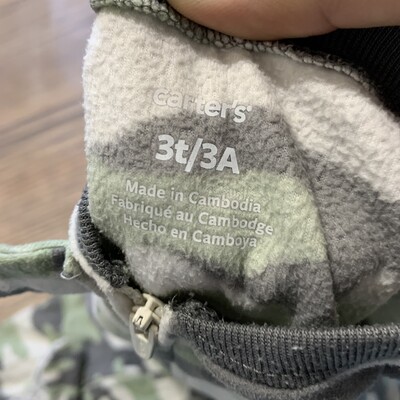 carter's
3t/3A
Made in Cambodia
Fabriqué au Cambodge
Hecho en Camboya